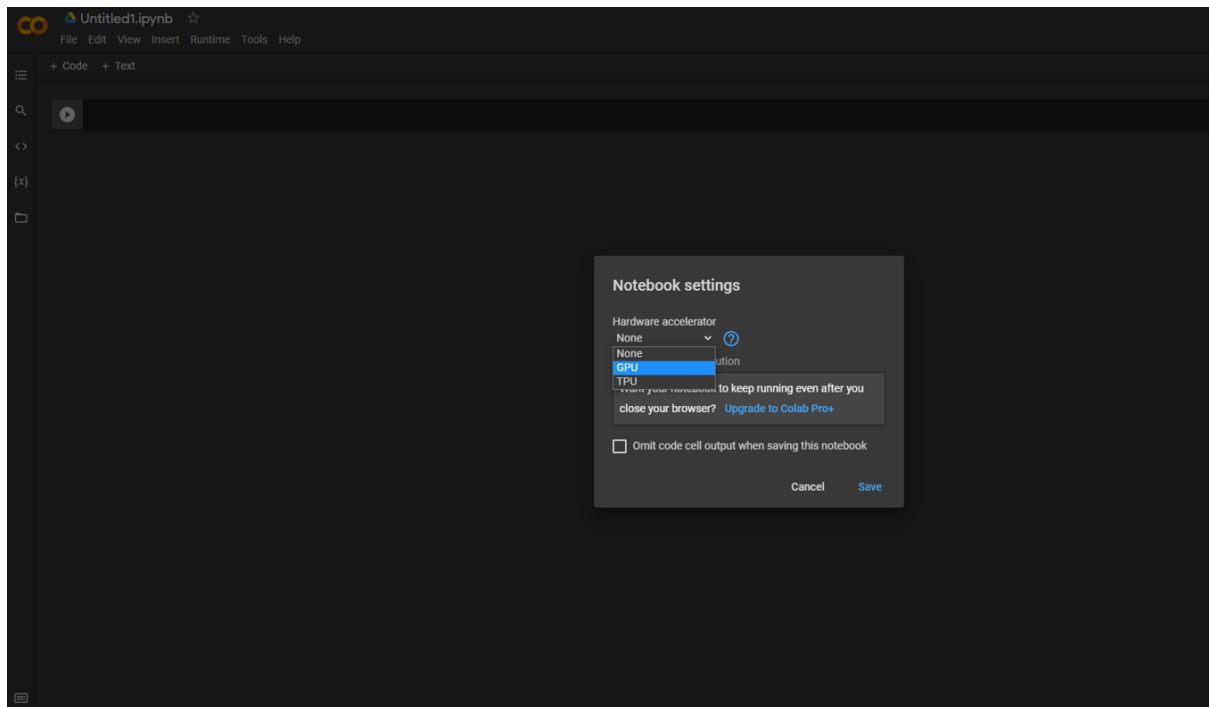 CO
Untitled1.ipynb
File Edit View Insert Runtime Tools Help
+ Code + Text
{x}
Notebook settings
Hardware accelerator
None
?
None
GPU
ution
TPU
to keep running even after you
close your browser? Upgrade to Colab Pro+
Omit code cell output when saving this notebook
Cancel Save